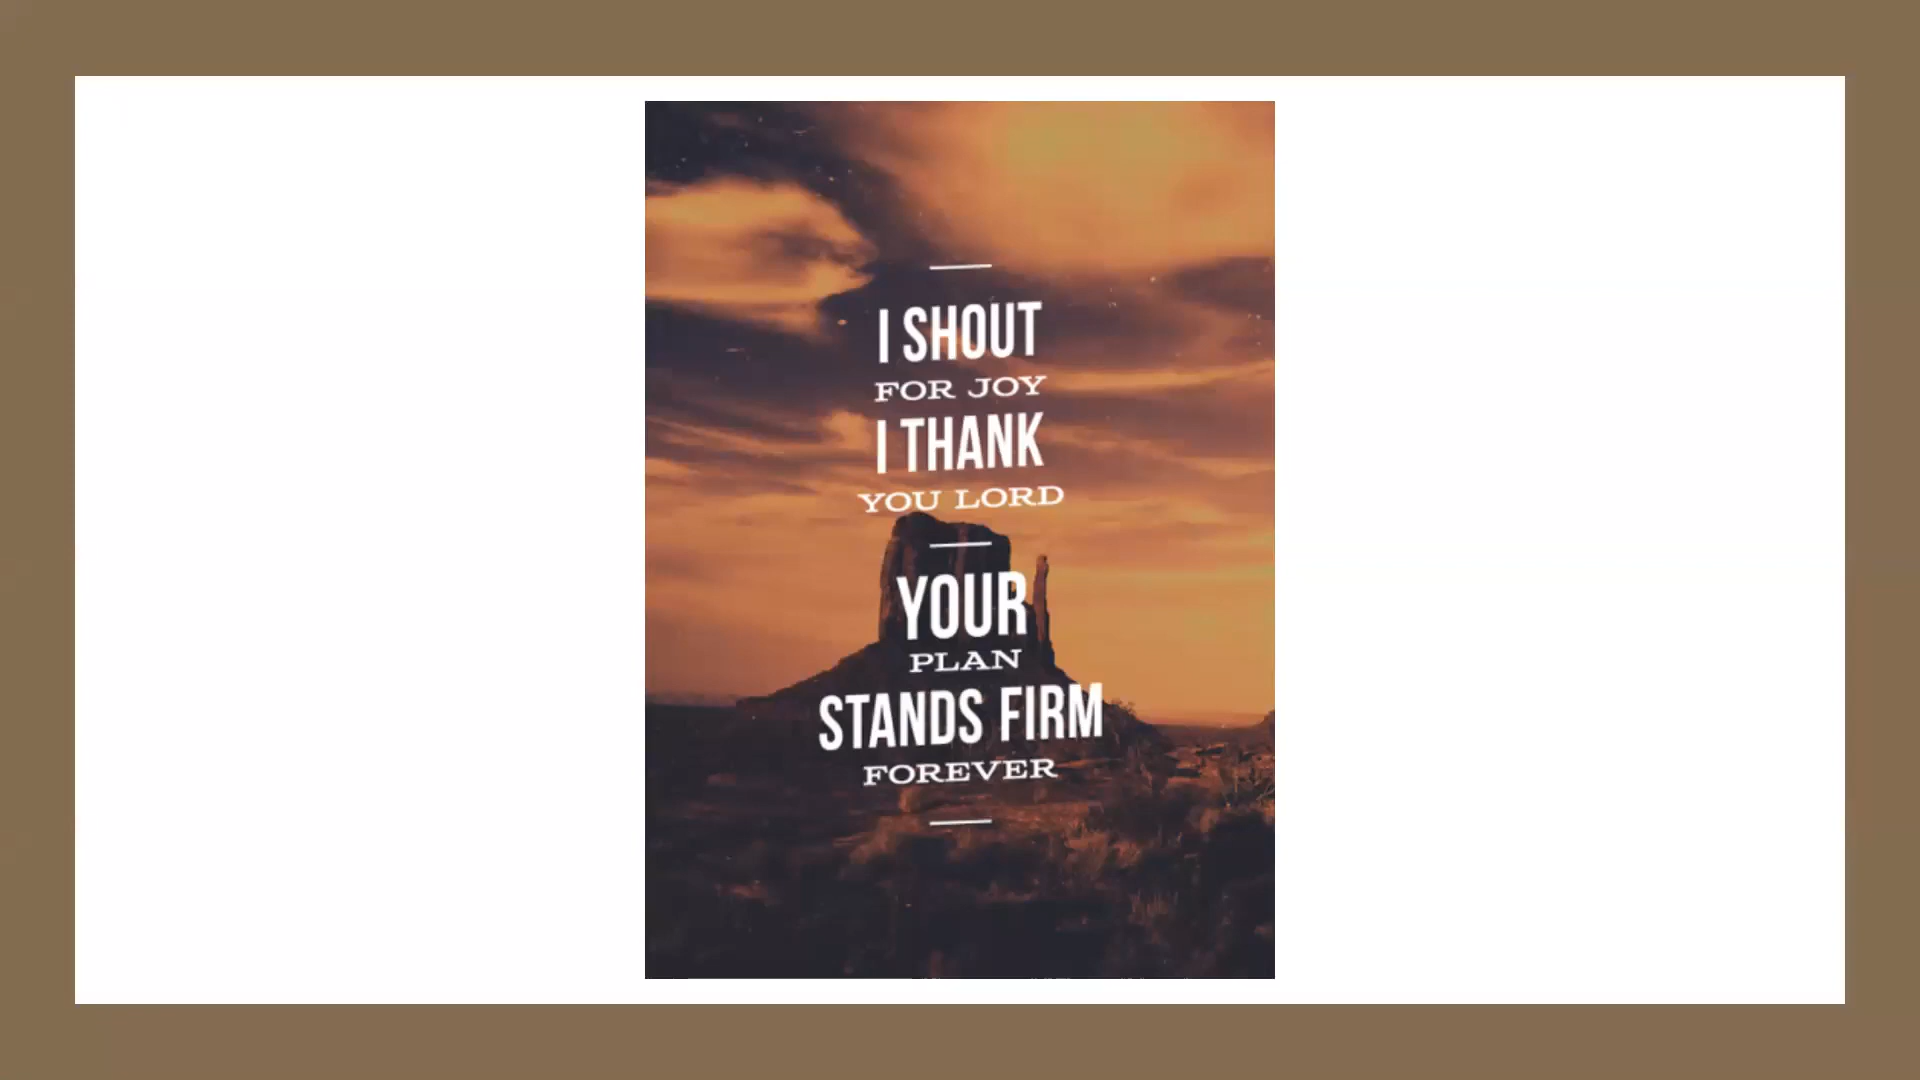 I SHOUT
FOR JOY
I THANK
YOU LORD
YOUR
PLAN
STANDS FIRM
FOREVER